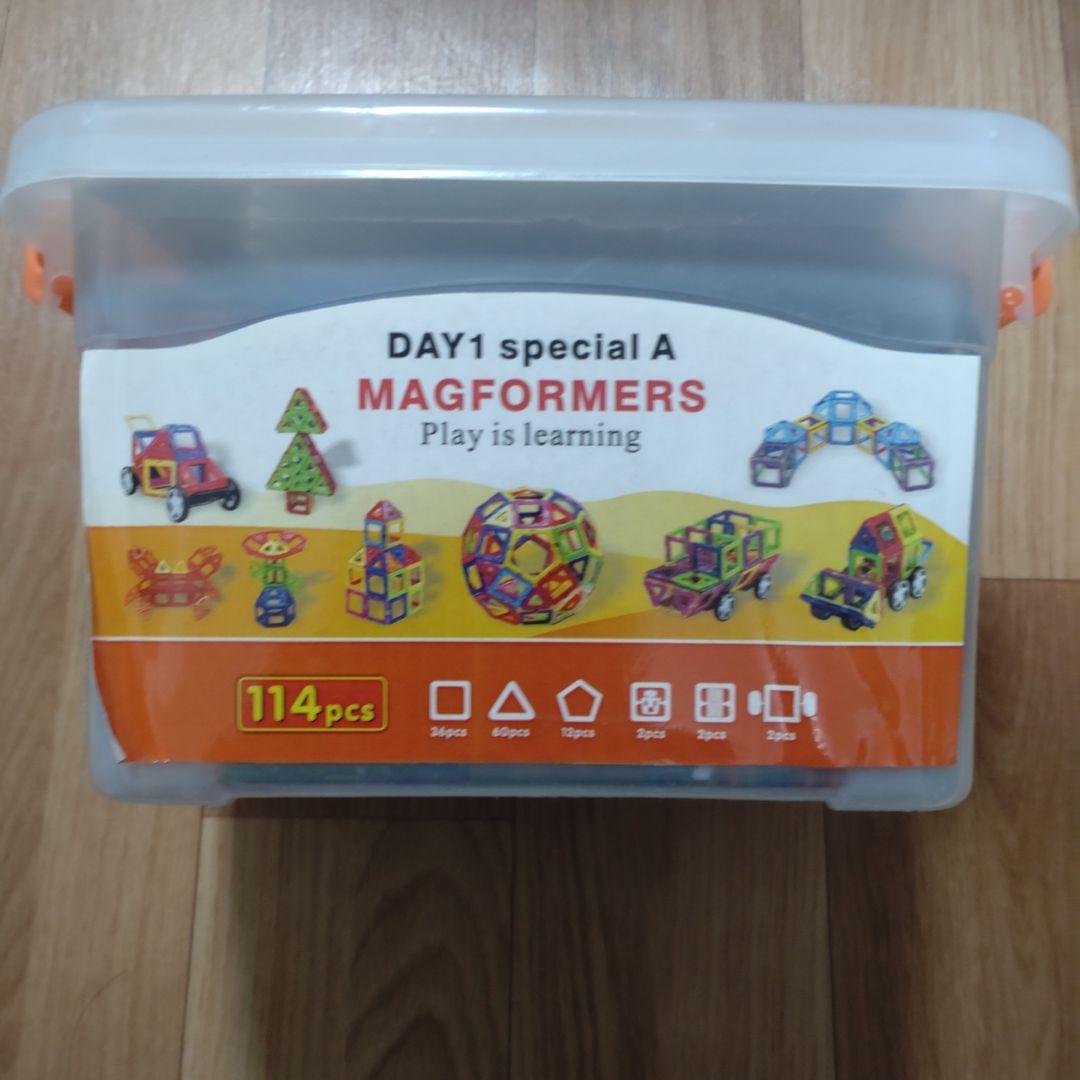 DAY1 special A
MAGFORMERS
Play is learning
114pcs
36pcs 60pcs 12pcs 2pcs 2pcs 2pcs